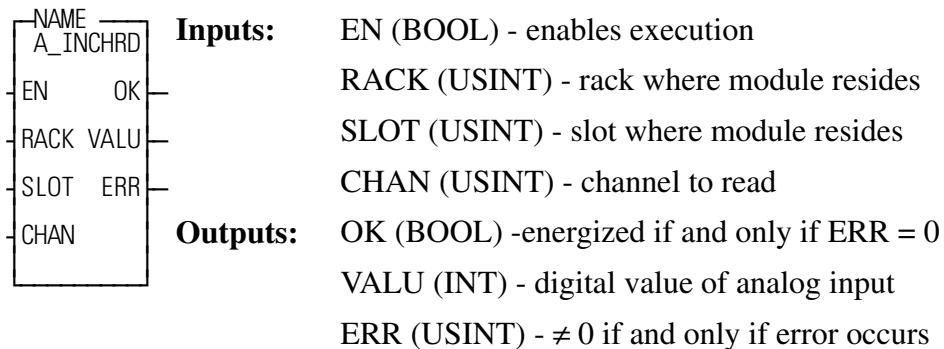 NAME
A_INCHRD
EN OK
RACK VALU
SLOT ERR
CHAN
Inputs: EN (BOOL) - enables execution
RACK (USINT) - rack where module resides
SLOT (USINT) - slot where module resides
CHAN (USINT) - channel to read
Outputs: OK (BOOL) -energized if and only if ERR = 0
VALU (INT) - digital value of analog input
ERR (USINT) - ≠ 0 if and only if error occurs